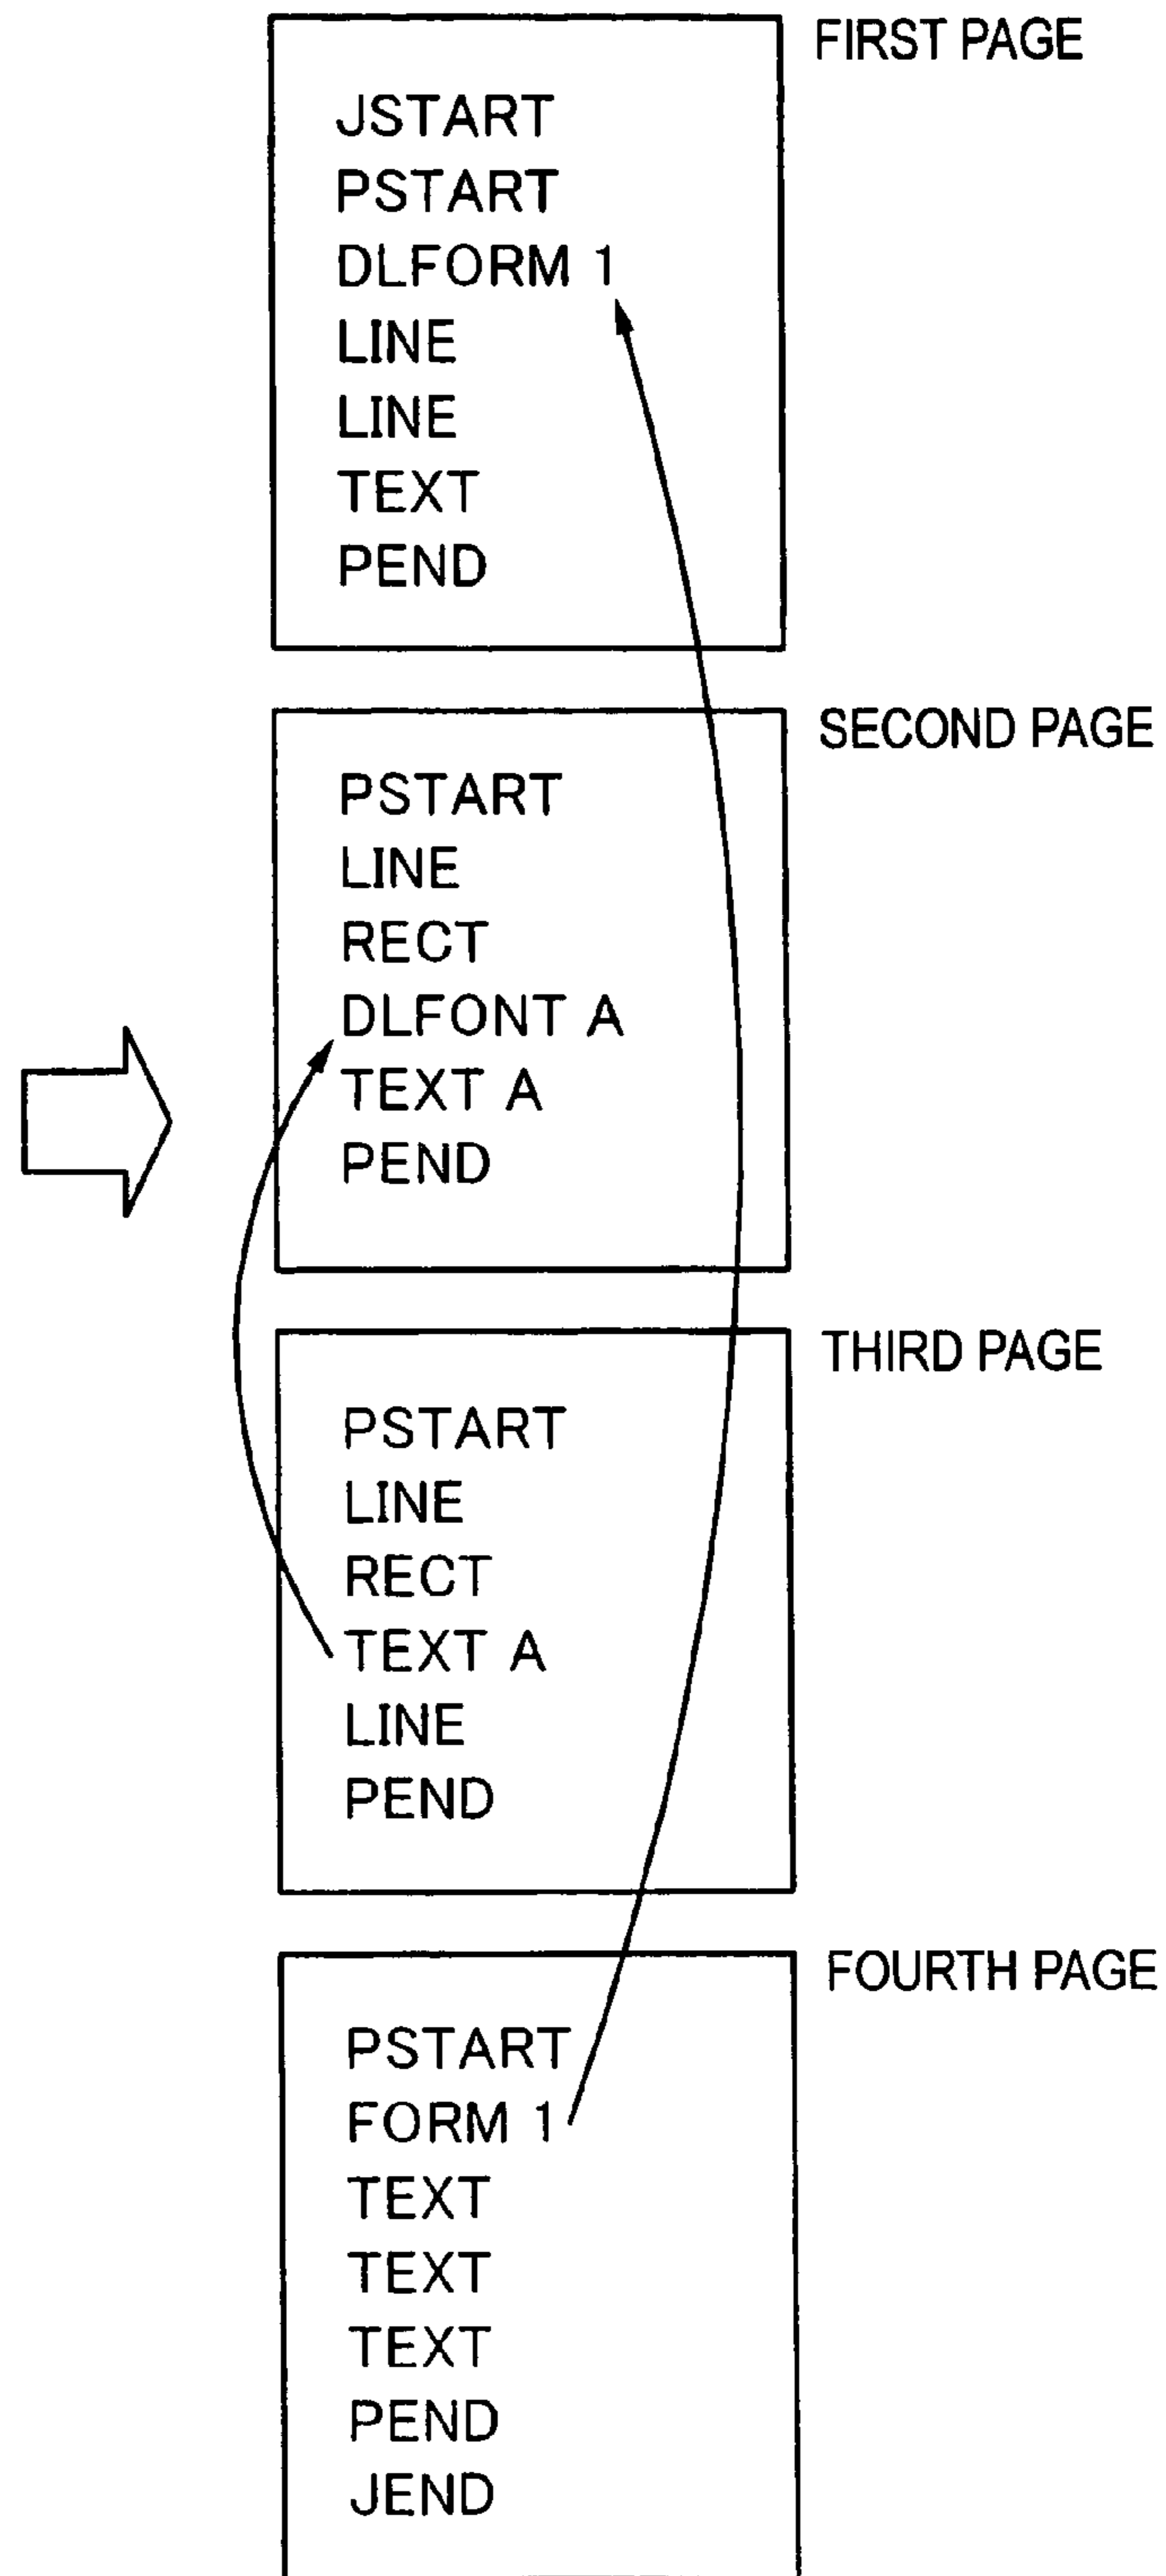 FIRST PAGE
JSTART
PSTART
DLFORM 1
LINE
LINE
TEXT
PEND
SECOND PAGE
PSTART
LINE
RECT
DLFONT A
TEXT A
PEND
THIRD PAGE
PSTART
LINE
RECT
TEXT A
LINE
PEND
FOURTH PAGE
PSTART
FORM 1
TEXT
TEXT
TEXT
PEND
JEND